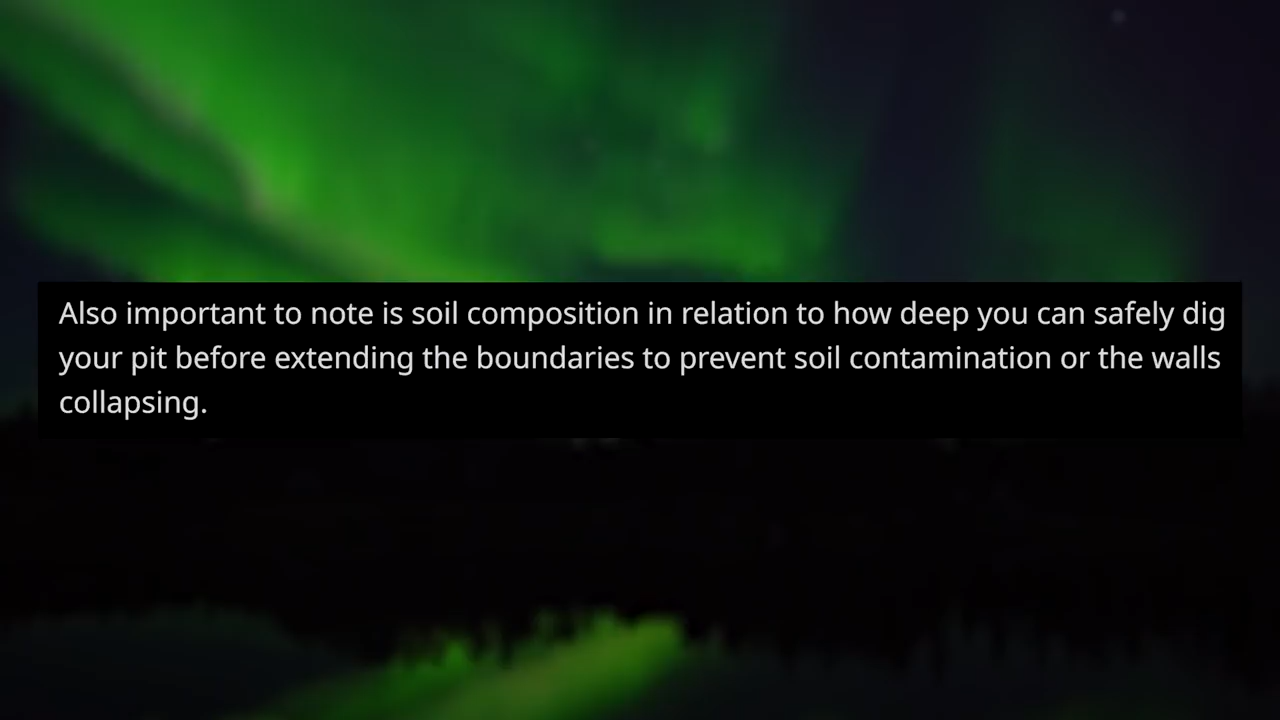 Also important to note is soil composition in relation to how deep you can safely dig
your pit before extending the boundaries to prevent soil contamination or the walls
collapsing.